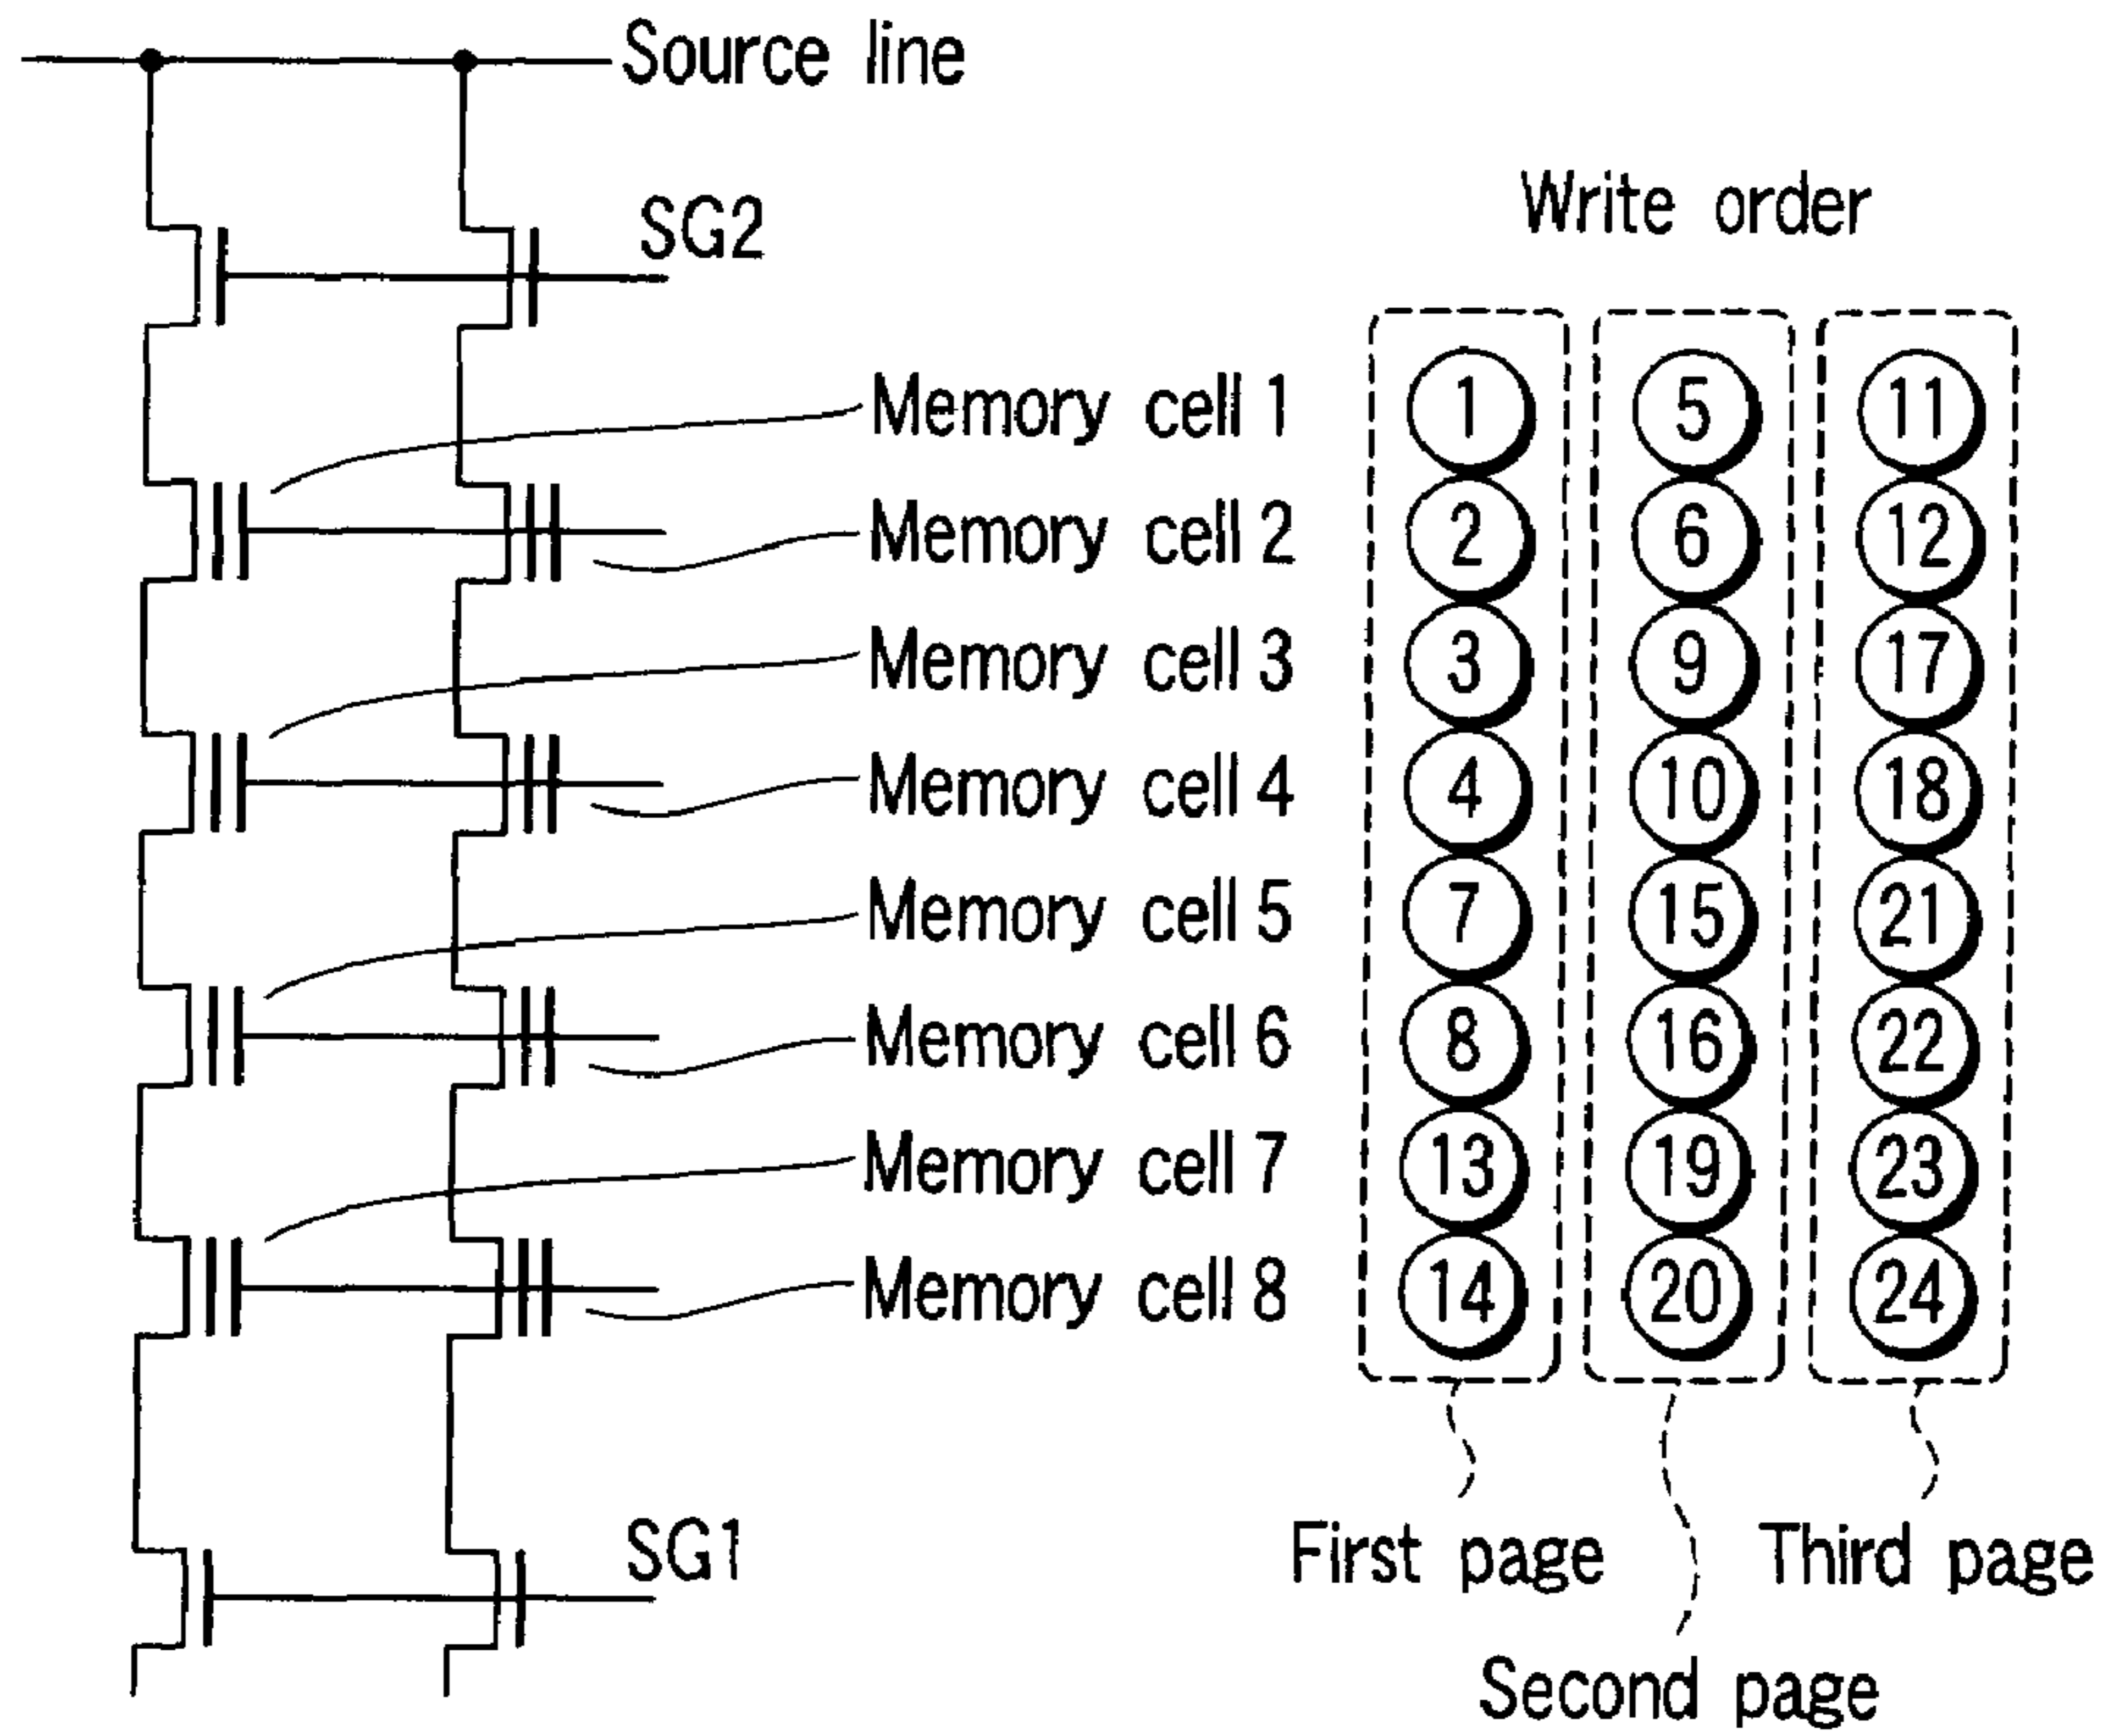 Source line
SG2
Write order
Memory cell 1 1 5 11
Memory cell 2 2 6 12
Memory cell 3 3 9 17
Memory cell 4 4 10 18
Memory cell 5 7 15 21
Memory cell 6 8 16 22
Memory cell 7 13 19 23
Memory cell 8 14 20 24
SG1
First page Third page
Second page